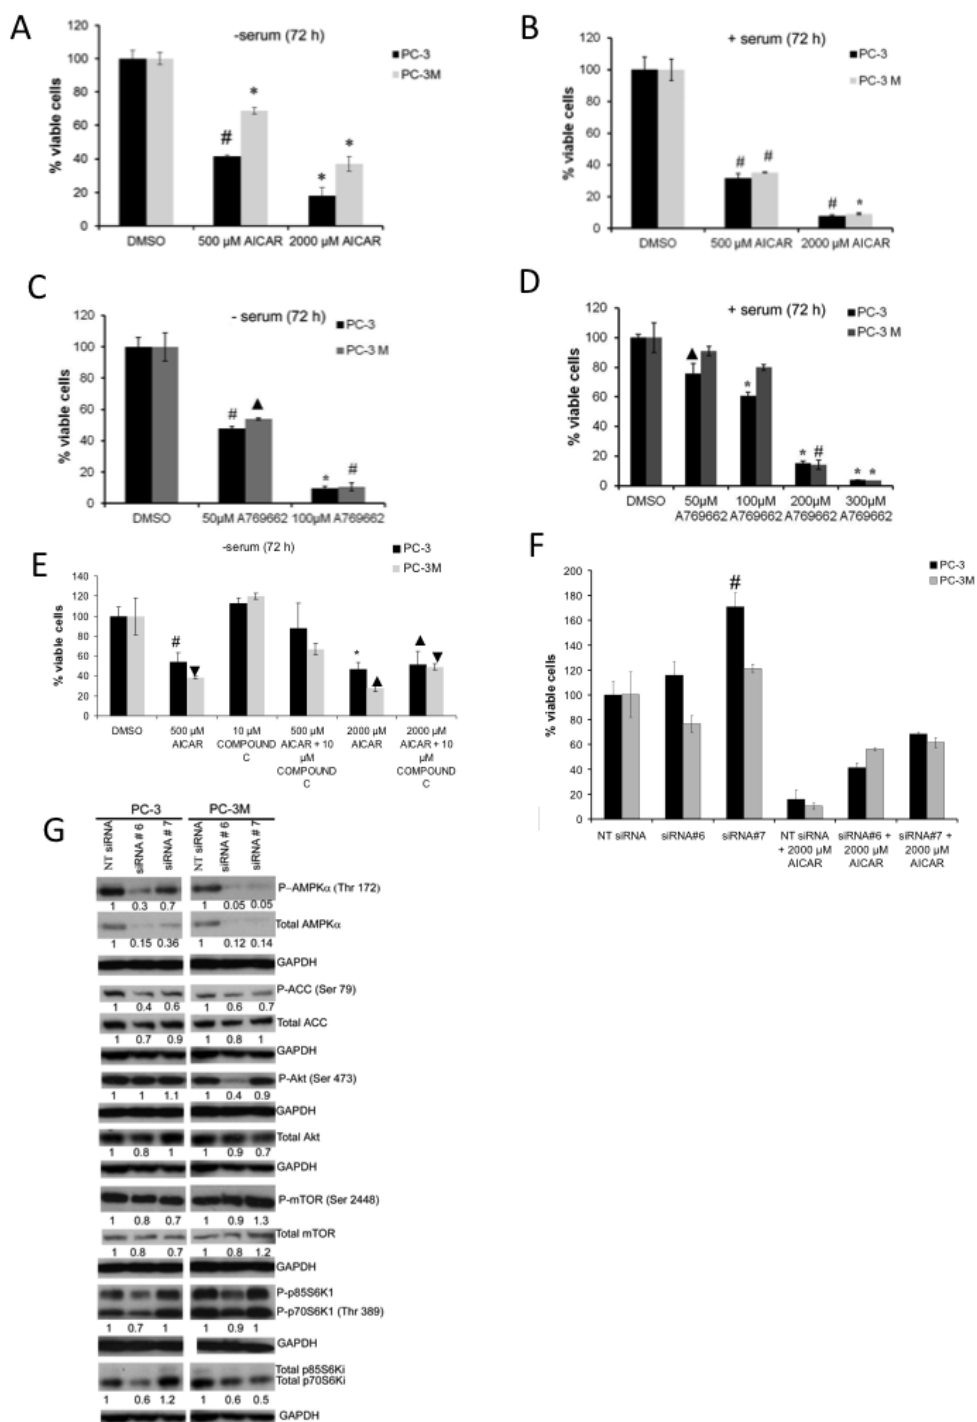 A
-serum (72 h)
PC-3
PC-3M
% viable cells
120
100
80
60
40
20
0
#
*
*
*
DMSO
500 µM AICAR
2000 µM AICAR
B
+ serum (72 h)
PC-3
PC-3 M
% viable cells
120
100
80
60
40
20
0
#
#
#
*
DMSO
500 µM AICAR
2000 µM AICAR
C
- serum (72 h)
PC-3
PC-3 M
% viable cells
120
100
80
60
40
20
0
#
▲
*
#
DMSO
50µM A769662
100µM A769662
D
+ serum (72 h)
PC-3
PC-3 M
% viable cells
120
100
80
60
40
20
0
▲
*
* #
* *
DMSO
50µM
A769662
100µM
A769662
200µM
A769662
300µM
A769662
E
-serum (72 h)
PC-3
PC-3M
% viable cells
140
120
100
80
60
40
20
0
#
▼
*
▲
▲
▼
DMSO
500 µM
AICAR
10 µM
COMPOUND
C
500 µM
AICAR + 10
µM
COMPOUND
C
2000 µM
AICAR
2000 µM
AICAR + 10
µM
COMPOUND
C
F
PC-3
PC-3M
% viable cells
200
180
160
140
120
100
80
60
40
20
0
#
NT siRNA
siRNA#6
siRNA#7
NT siRNA
+ 2000 µM
AICAR
siRNA#6 +
2000 µM
AICAR
siRNA#7 +
2000 µM
AICAR
G
PC-3 PC-3M
NT siRNA
siRNA # 6
siRNA # 7
NT siRNA
siRNA # 6
siRNA # 7
P-AMPKα (Thr 172)
1 0.3 0.7 1 0.05 0.05
Total AMPKα
1 0.15 0.36 1 0.12 0.14
GAPDH
P-ACC (Ser 79)
1 0.4 0.6 1 0.6 0.7
Total ACC
1 0.7 0.9 1 0.8 1
GAPDH
P-Akt (Ser 473)
1 1 1.1 1 0.4 0.9
GAPDH
Total Akt
1 0.8 1 1 0.9 0.7
GAPDH
P-mTOR (Ser 2448)
1 0.8 0.7 1 0.9 1.3
Total mTOR
1 0.8 0.7 1 0.8 1.2
GAPDH
P-p85S6K1
P-p70S6K1 (Thr 389)
1 0.7 1 1 0.9 1
GAPDH
Total p85S6Ki
Total p70S6Ki
1 0.6 1.2 1 0.6 0.5
GAPDH